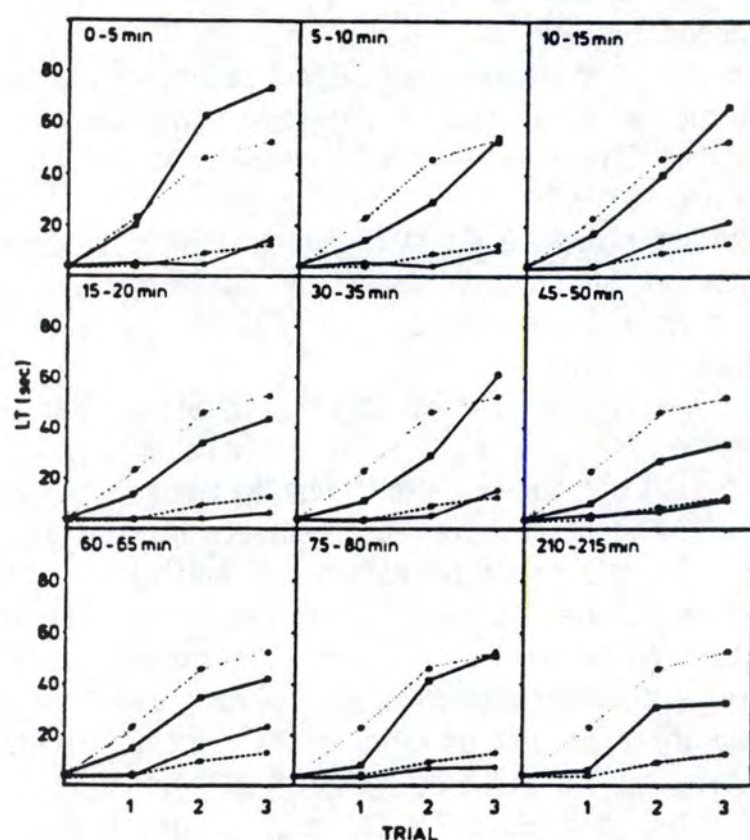 0-5 min
5-10 min
10-15 min
80
60
40
20
15-20 min
30-35 min
45-50 min
80
60
40
20
LT (sec)
60-65 min
75-80 min
210-215 min
80
60
40
20
1 2 3 1 2 3 1 2 3
TRIAL